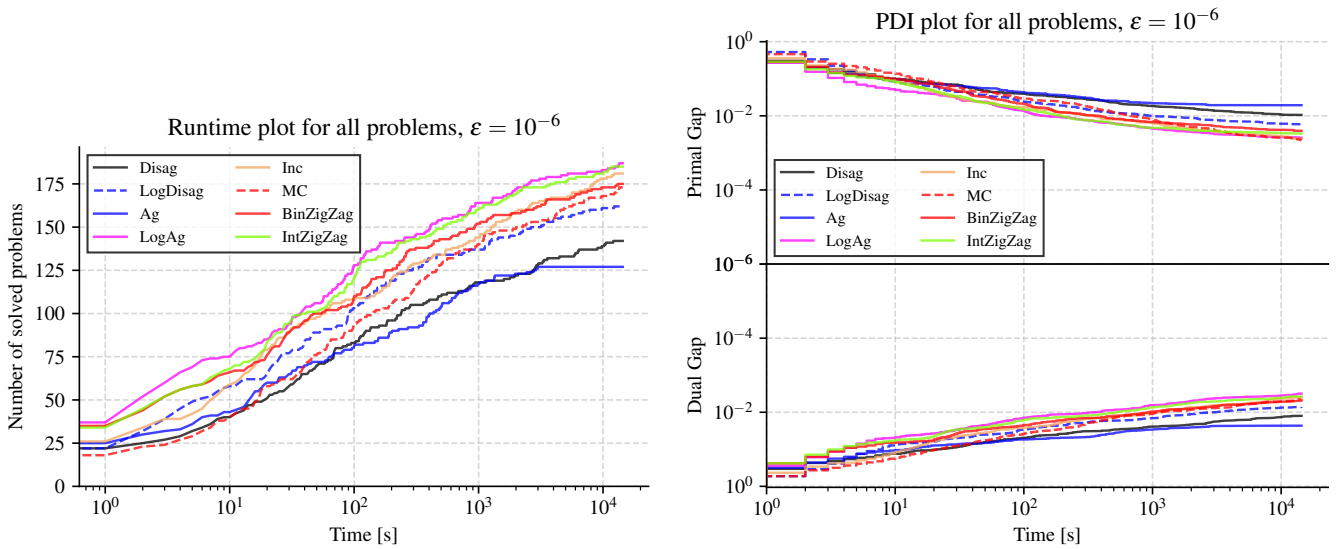 Runtime plot for all problems, ε = 10⁻⁶
Number of solved problems
175
150
125
100
75
50
25
0
Disag
LogDisag
Ag
LogAg
Inc
MC
BinZigZag
IntZigZag
10⁰
10¹
10²
10³
10⁴
Time [s]
PDI plot for all problems, ε = 10⁻⁶
Primal Gap
Dual Gap
10⁰
10⁻²
10⁻⁴
10⁻⁶
10⁻⁴
10⁻²
10⁰
Disag
LogDisag
Ag
LogAg
Inc
MC
BinZigZag
IntZigZag
10⁰
10¹
10²
10³
10⁴
Time [s]